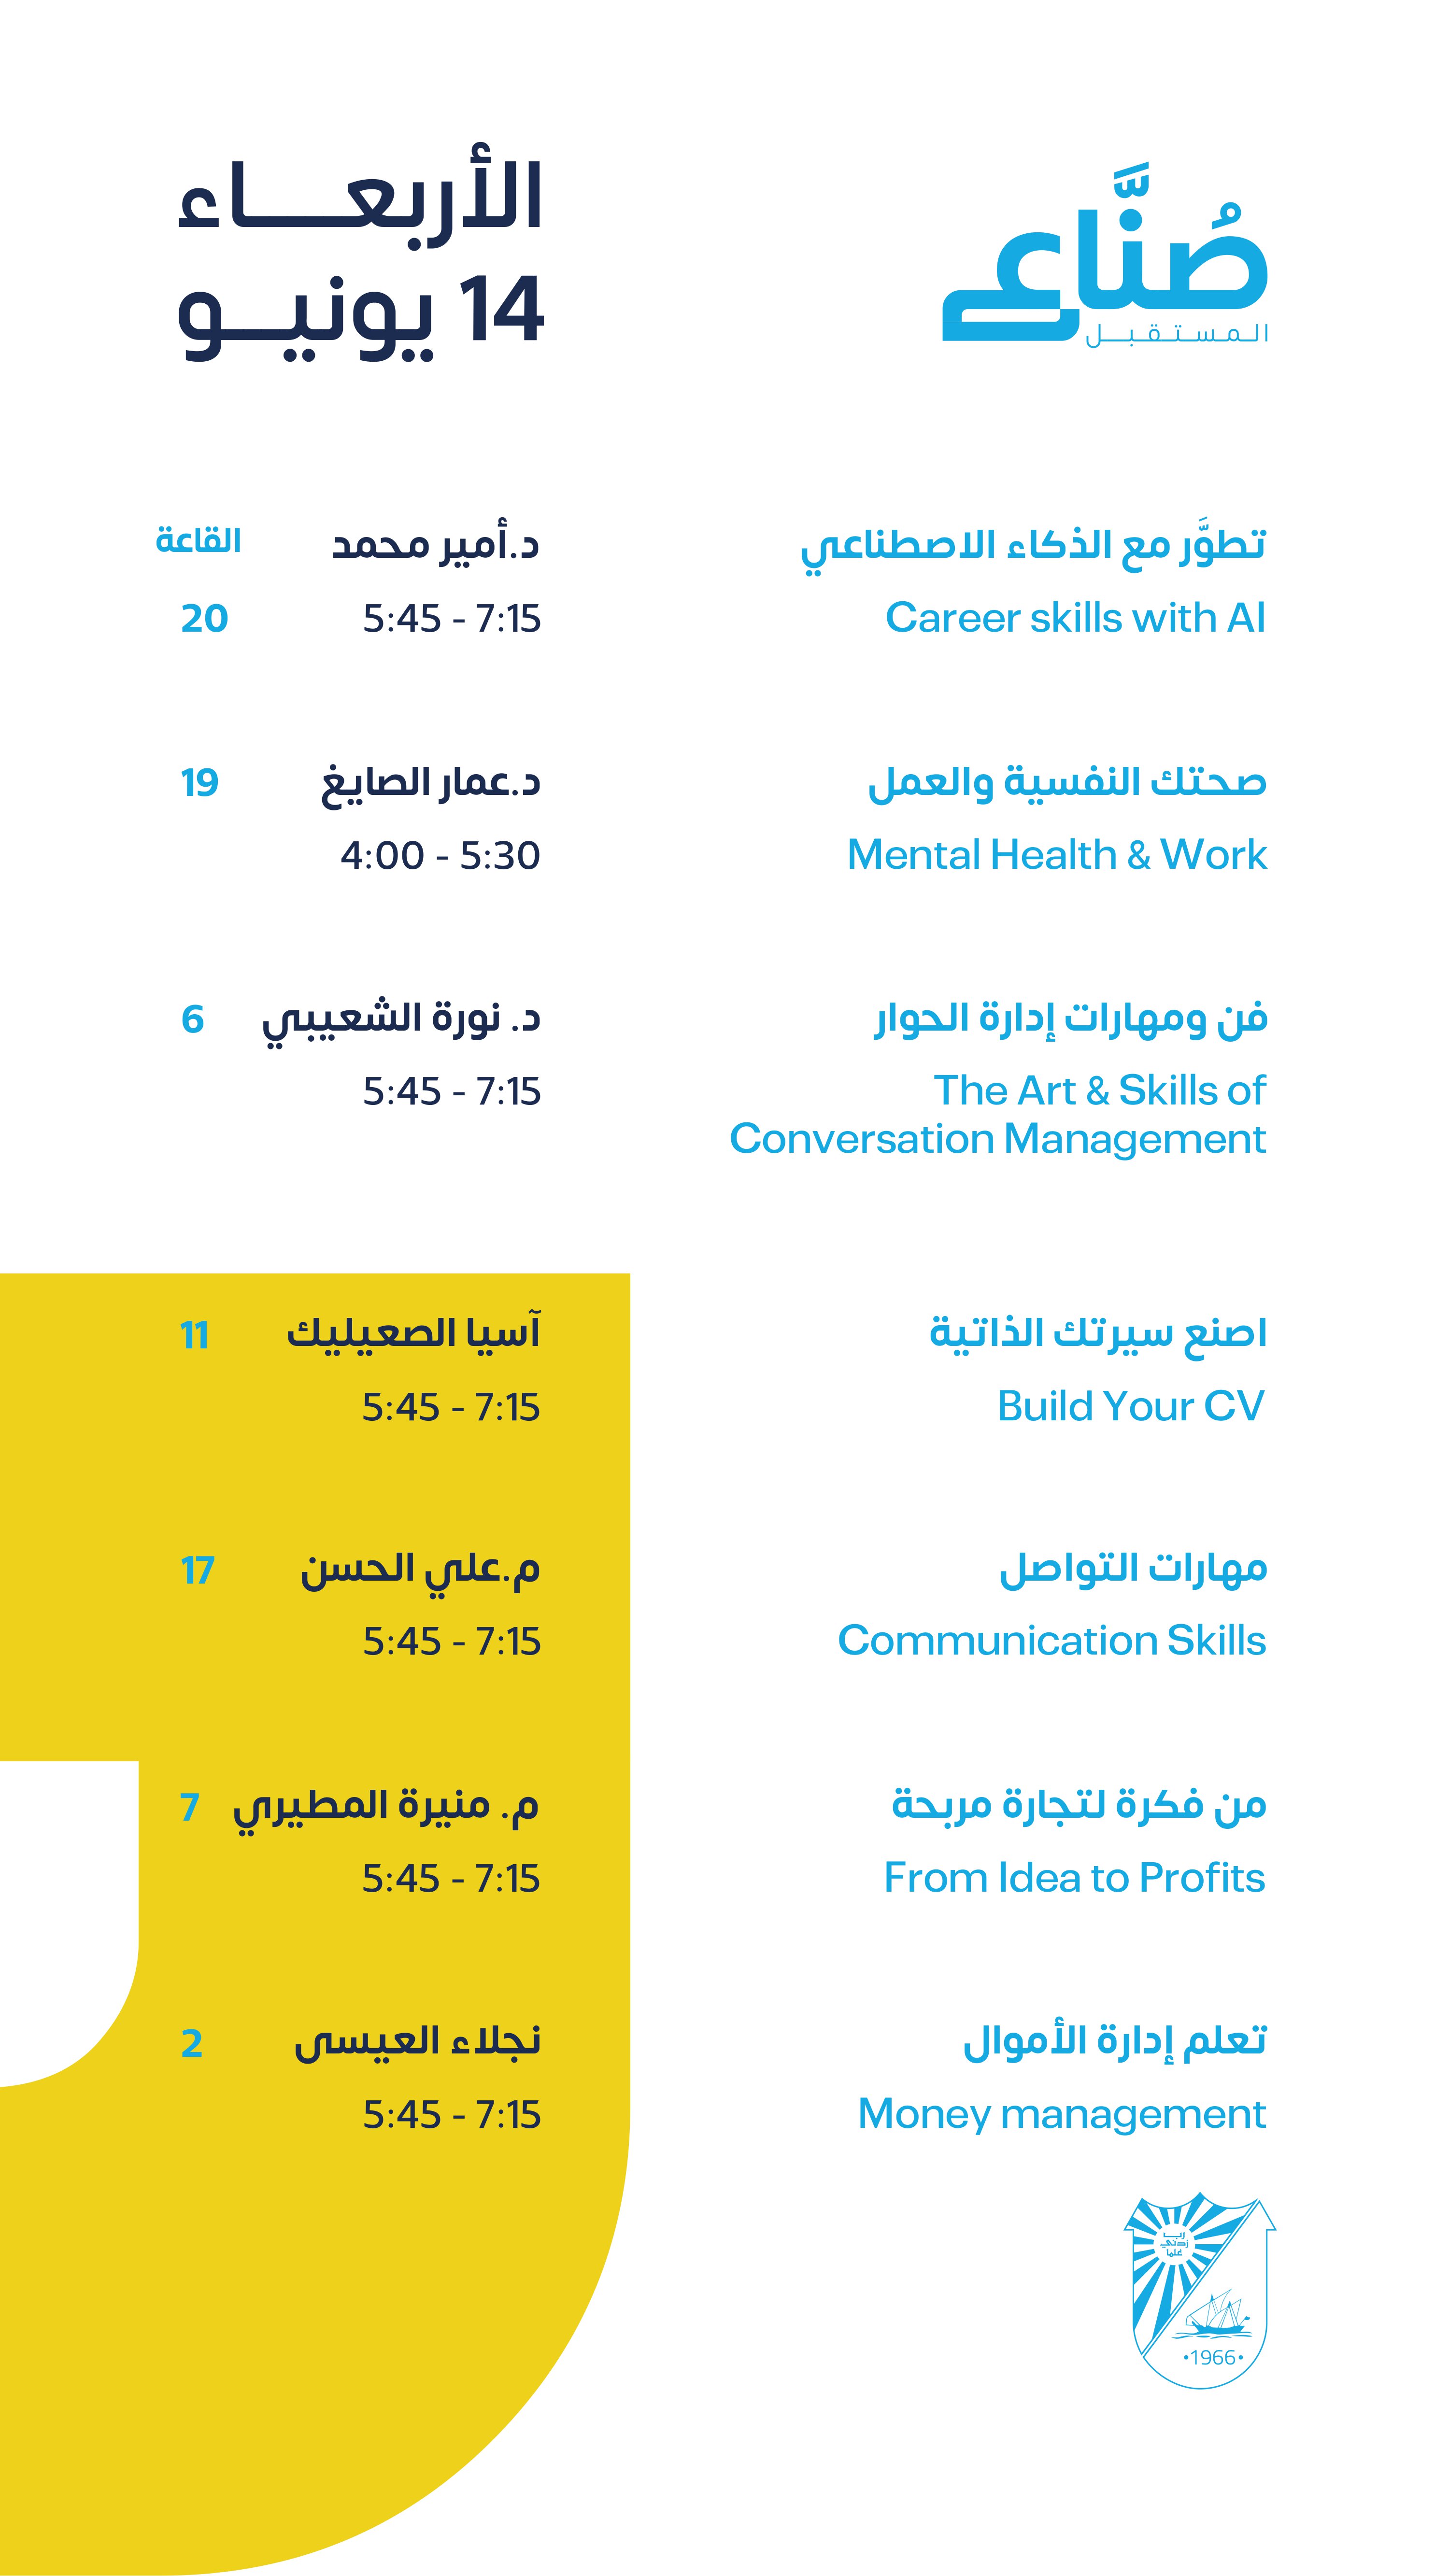 صُنَّاع
المستقبل
الأربعاء
14 يونيو
تطوَّر مع الذكاء الاصطناعي
Career skills with AI
د.أمير محمد
5:45 - 7:15
القاعة
20
صحتك النفسية والعمل
Mental Health & Work
د.عمار الصايغ
4:00 - 5:30
19
فن ومهارات إدارة الحوار
The Art & Skills of
Conversation Management
د. نورة الشعيبي
5:45 - 7:15
6
اصنع سيرتك الذاتية
Build Your CV
آسيا الصعيليك
5:45 - 7:15
11
مهارات التواصل
Communication Skills
م.علي الحسن
5:45 - 7:15
17
من فكرة لتجارة مربحة
From Idea to Profits
م. منيرة المطيري
5:45 - 7:15
7
تعلم إدارة الأموال
Money management
نجلاء العيسى
5:45 - 7:15
2
رب
زدني
علما
•1966•